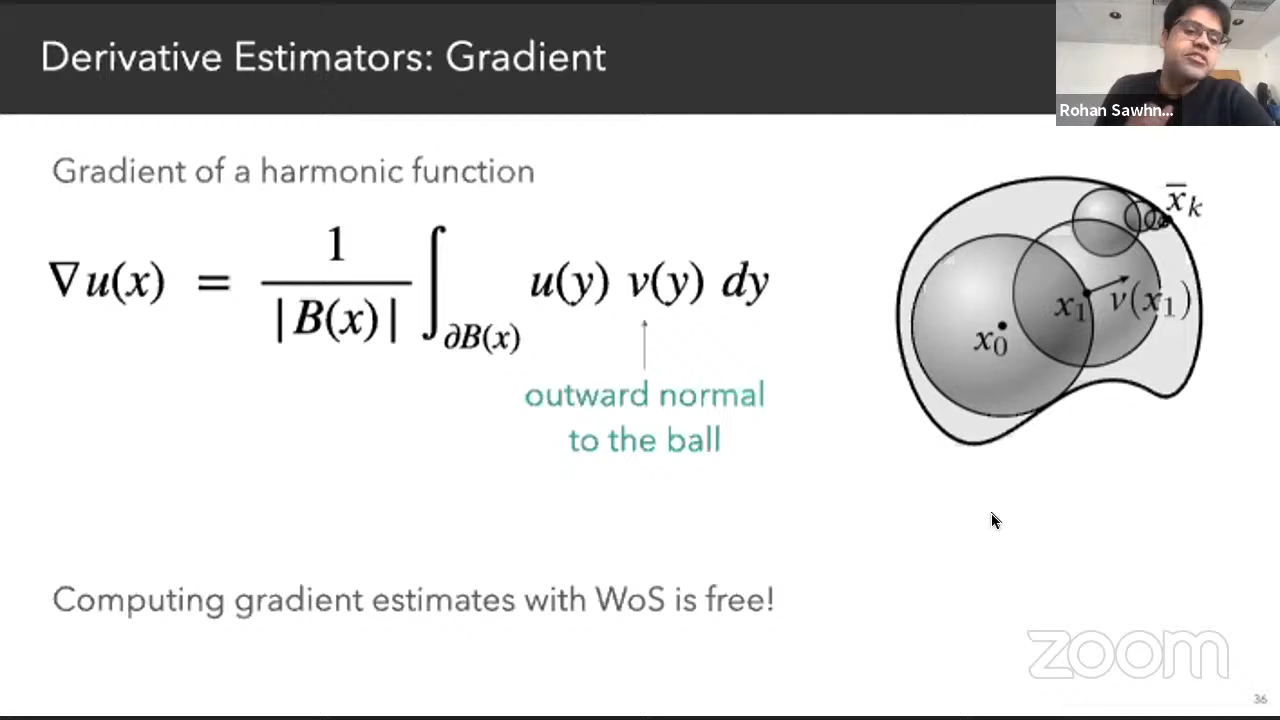 Derivative Estimators: Gradient
Rohan Sawhn...
Gradient of a harmonic function
∇u(x) = 1 / |B(x)| ∫∂B(x) u(y) ν(y) dy
outward normal
to the ball
x̅k
x1 ν(x1)
x0
Computing gradient estimates with WoS is free!
zoom
36